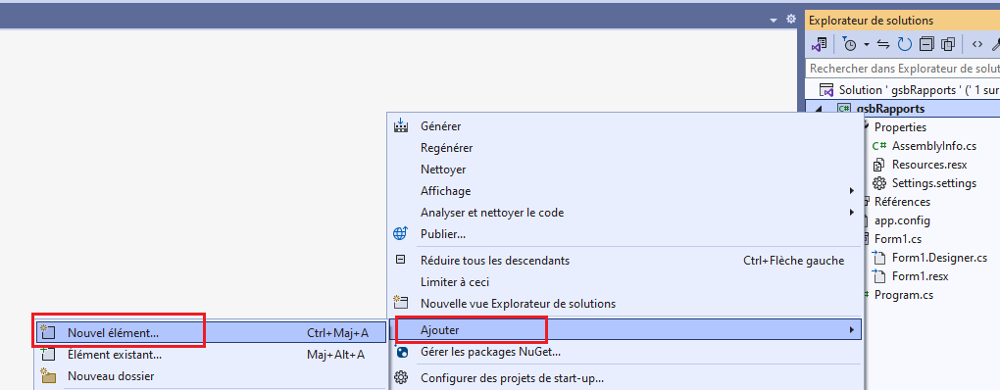 Explorateur de solutions
Rechercher dans Explorateur de solut
Solution ' gsbRapports ' (' 1 sur
gsbRapports
Properties
C# AssemblyInfo.cs
Resources.resx
Settings.settings
Références
app.config
Form1.cs
Form1.Designer.cs
Form1.resx
Program.cs
Générer
Regénérer
Nettoyer
Affichage
Analyser et nettoyer le code
Publier...
Réduire tous les descendants Ctrl+Flèche gauche
Limiter à ceci
Nouvelle vue Explorateur de solutions
Ajouter
Gérer les packages NuGet...
Configurer des projets de start-up...
Nouvel élément... Ctrl+Maj+A
Élément existant... Maj+Alt+A
Nouveau dossier